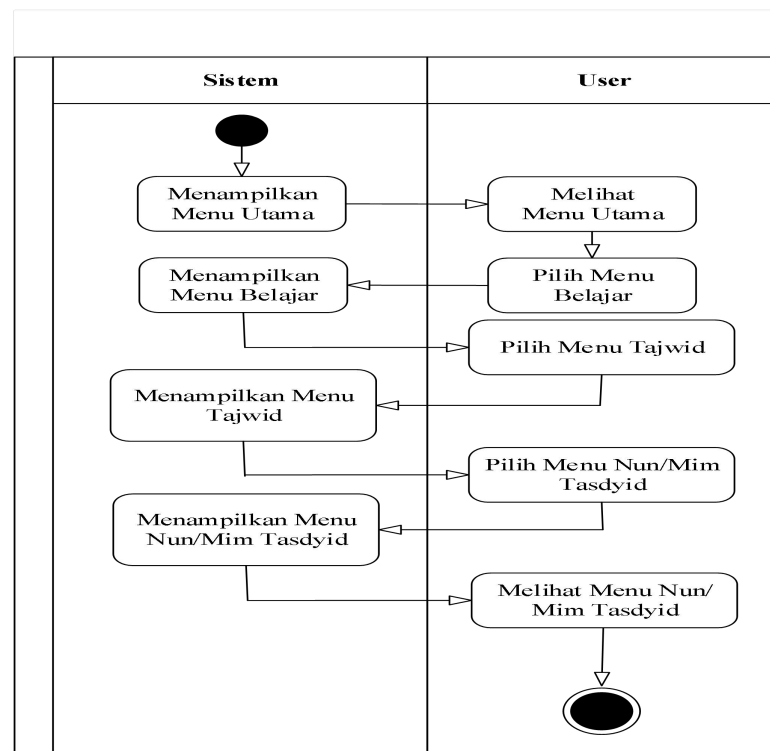 Sistem
User
Menampilkan
Menu Utama
Melihat
Menu Utama
Menampilkan
Menu Belajar
Pilih Menu
Belajar
Pilih Menu Tajwid
Menampilkan Menu
Tajwid
Pilih Menu Nun/Mim
Tasdyid
Menampilkan Menu
Nun/Mim Tasdyid
Melihat Menu Nun/
Mim Tasdyid